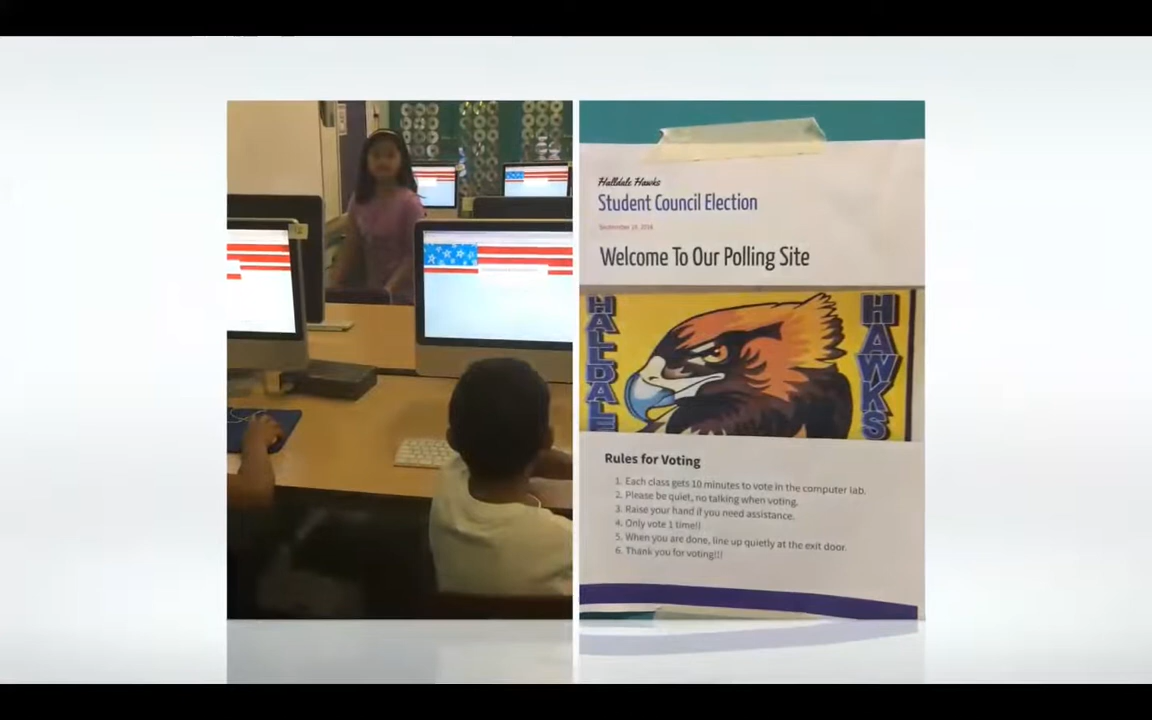 Halldale Hawks
Student Council Election
Welcome To Our Polling Site
HALLDALE
HAWKS
Rules for Voting
1. Each class gets 10 minutes to vote in the computer lab.
2. Please be quiet, no talking when voting.
3. Raise your hand if you need assistance.
4. Only vote 1 time!!
5. When you are done, line up quietly at the exit door.
6. Thank you for voting!!!